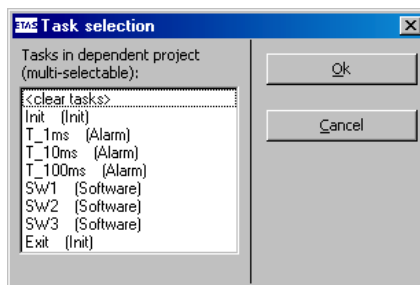 ETAS Task selection
Tasks in dependent project
(multi-selectable):
<clear tasks>
Init (Init)
T_1ms (Alarm)
T_10ms (Alarm)
T_100ms (Alarm)
SW1 (Software)
SW2 (Software)
SW3 (Software)
Exit (Init)
Ok
Cancel